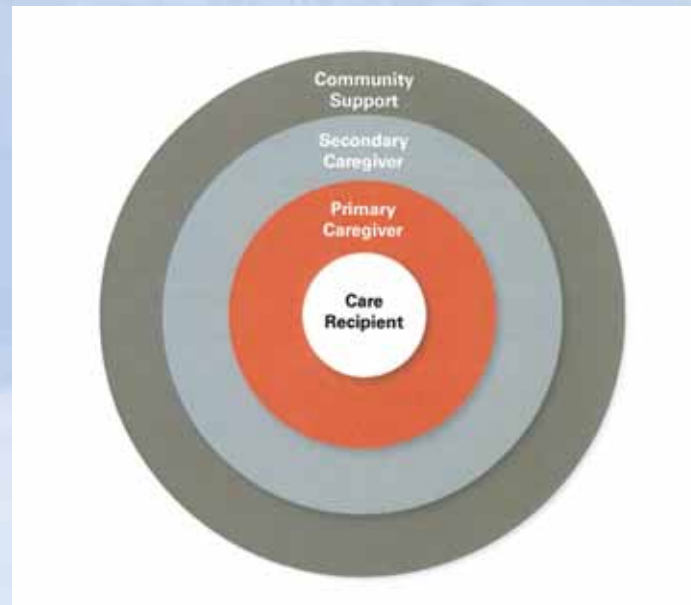 Community
Support
Secondary
Caregiver
Primary
Caregiver
Care
Recipient